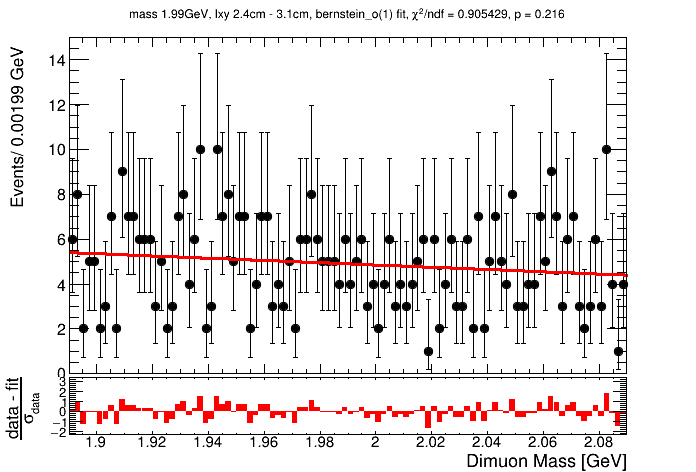 mass 1.99GeV, lxy 2.4cm - 3.1cm, bernstein_o(1) fit, χ²/ndf = 0.905429, p = 0.216
Events/ 0.00199 GeV
14
12
10
8
6
4
2
0
data - fit
σdata
3
2
1
0
−1
−2
1.9 1.92 1.94 1.96 1.98 2 2.02 2.04 2.06 2.08
Dimuon Mass [GeV]